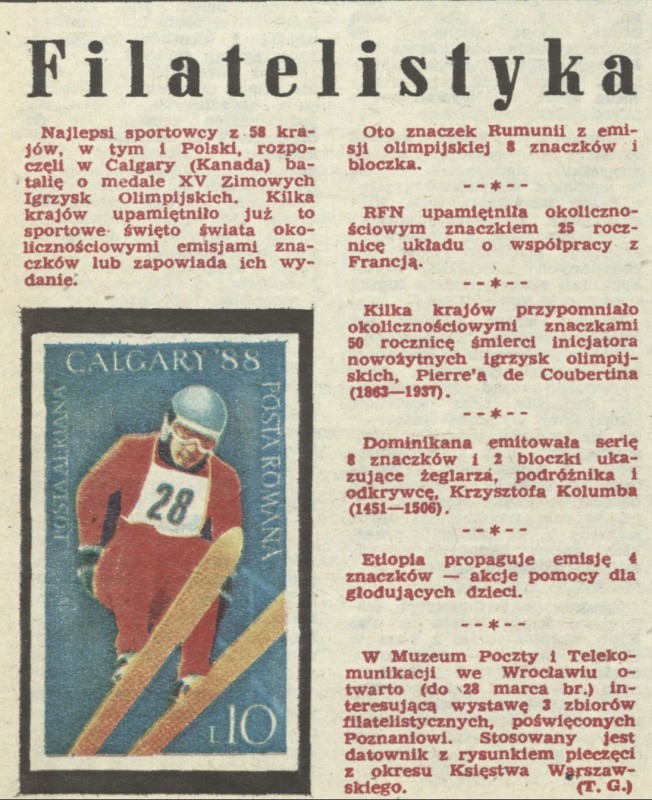 Filatelistyka
Najlepsi sportowcy z 58 kra-
jów, w tym i Polski, rozpo-
częli w Calgary (Kanada) ba-
talię o medale XV Zimowych
Igrzysk Olimpijskich. Kilka
krajów upamiętniło już to
sportowe święto świata oko-
licznościowymi emisjami zna-
czków lub zapowiada ich wy-
danie.
CALGARY '88
POSTA AERIANA
POSTA ROMANA
28
L10
Oto znaczek Rumunii z emi-
sji olimpijskiej 8 znaczków i
bloczka.
--*--
RFN upamiętniła okoliczno-
ściowym znaczkiem 25 rocz-
nicę układu o współpracy z
Francją.
--*--
Kilka krajów przypomniało
okolicznościowymi znaczkami
50 rocznicę śmierci inicjatora
nowożytnych igrzysk olimpij-
skich, Pierre'a de Coubertina
(1863—1937).
--*--
Dominikana emitowała serię
8 znaczków i 2 bloczki uka-
zujące żeglarza, podróżnika i
odkrywcę, Krzysztofa Kolumba
(1451—1506).
--*--
Etiopia propaguje emisję 4
znaczków — akcje pomocy dla
głodujących dzieci.
--*--
W Muzeum Poczty i Teleko-
munikacji we Wrocławiu o-
twarto (do 28 marca br.) in-
teresującą wystawę 3 zbiorów
filatelistycznych, poświęconych
Poznaniowi. Stosowany jest
datownik z rysunkiem pieczęci
z okresu Księstwa Warszaw-
skiego. (T. G.)